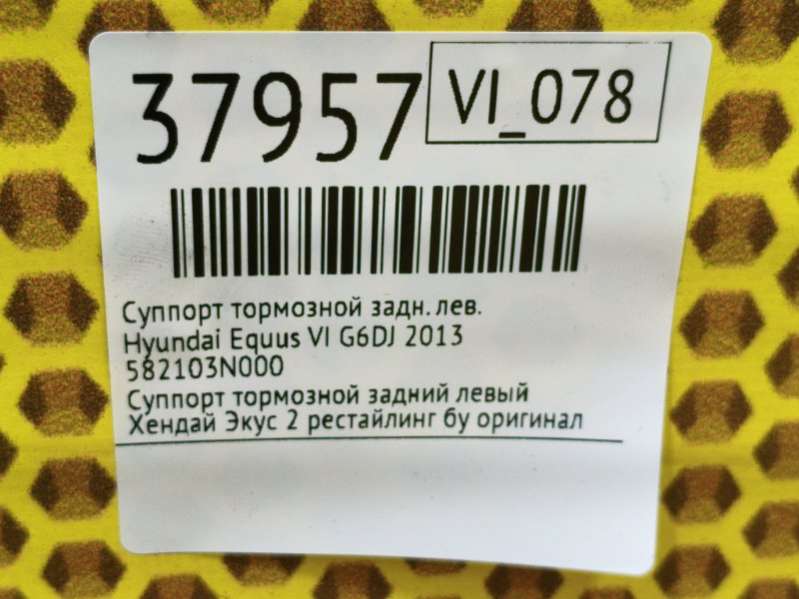 37957
VI_078
Суппорт тормозной задн. лев.
Hyundai Equus VI G6DJ 2013
582103N000
Суппорт тормозной задний левый
Хендай Экус 2 рестайлинг бу оригинал